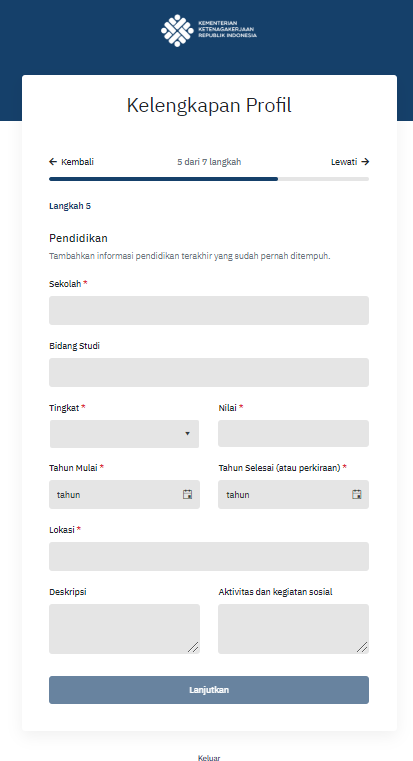 KEMENTERIAN
KETENAGAKERJAAN
REPUBLIK INDONESIA
Kelengkapan Profil
← Kembali 5 dari 7 langkah Lewati →
Langkah 5
Pendidikan
Tambahkan informasi pendidikan terakhir yang sudah pernah ditempuh.
Sekolah *
Bidang Studi
Tingkat * Nilai *
Tahun Mulai * Tahun Selesai (atau perkiraan) *
tahun tahun
Lokasi *
Deskripsi Aktivitas dan kegiatan sosial
Lanjutkan
Keluar